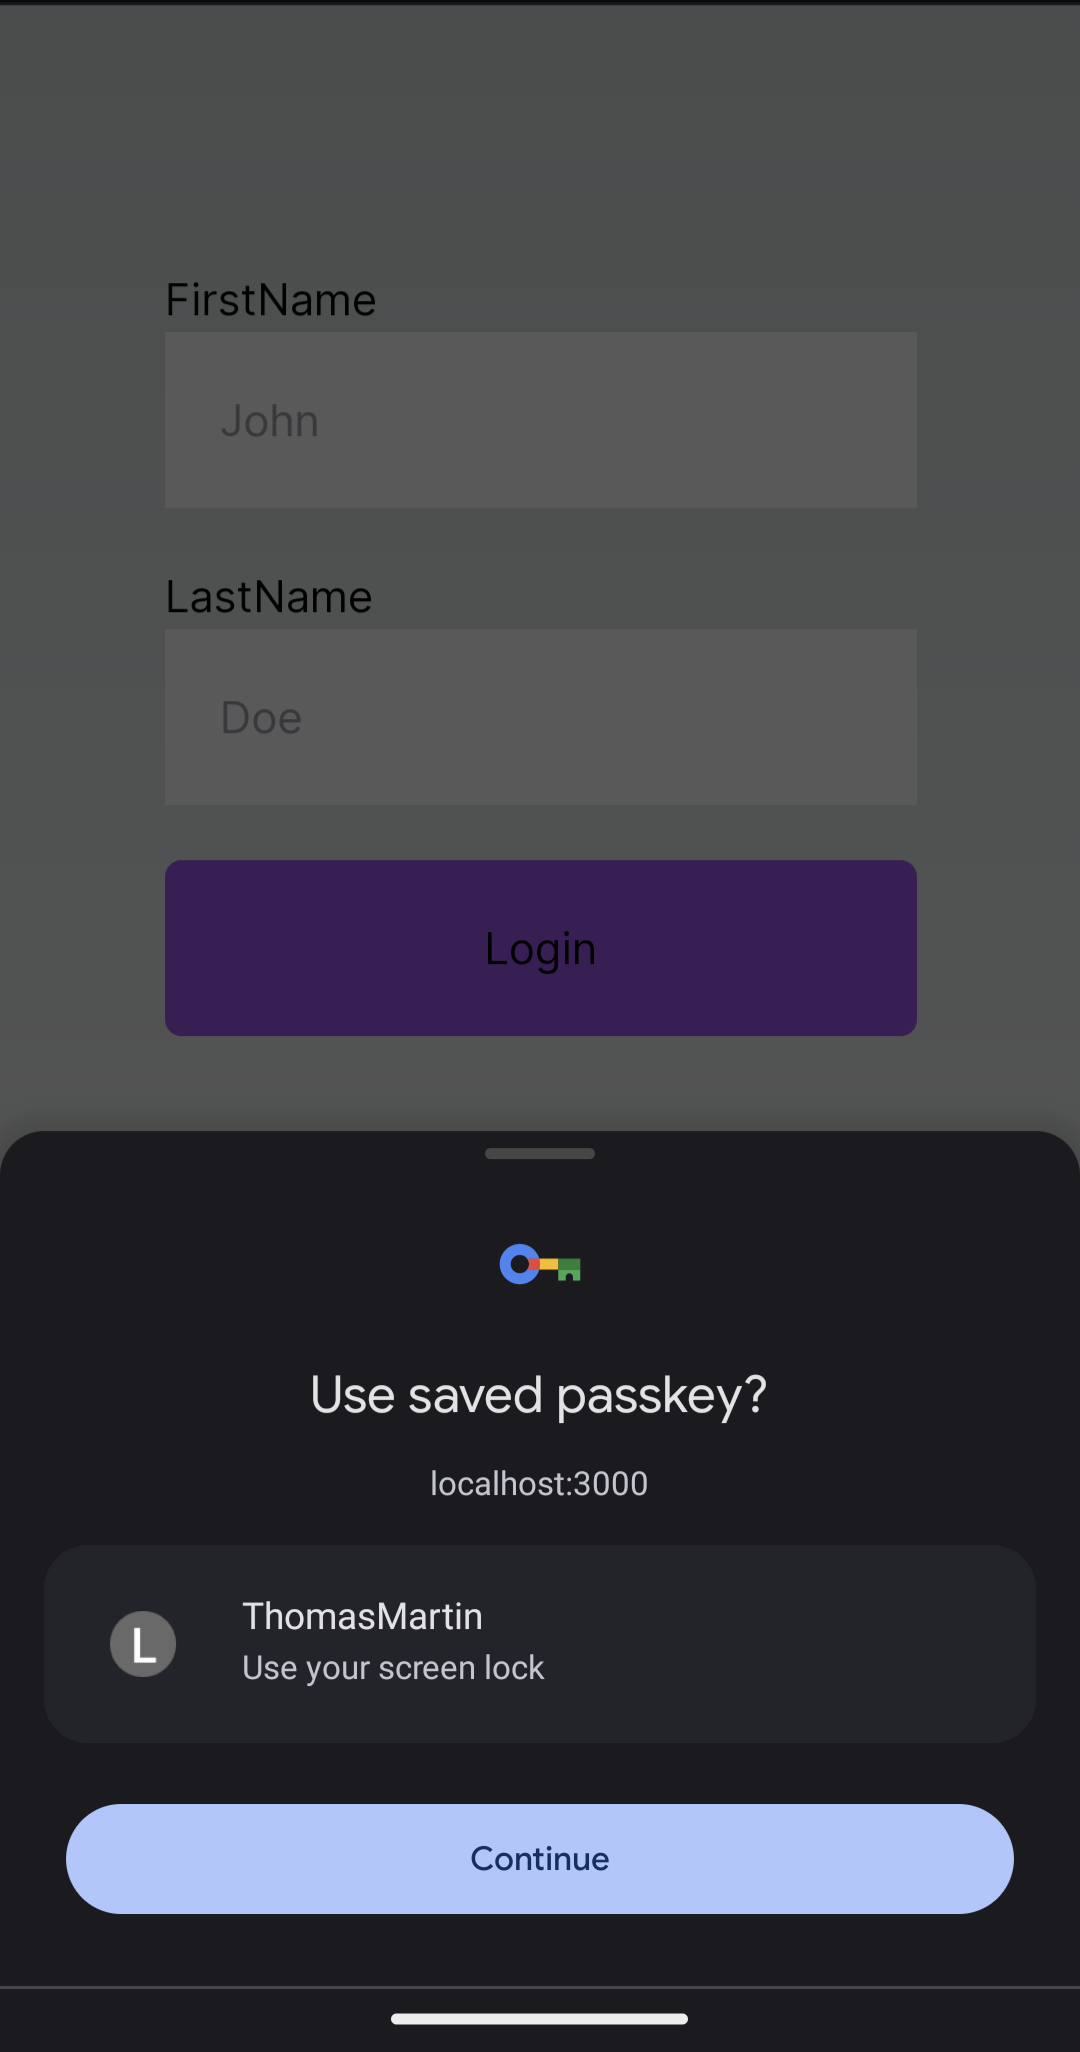 FirstName
John
LastName
Doe
Login
Use saved passkey?
localhost:3000
L
ThomasMartin
Use your screen lock
Continue